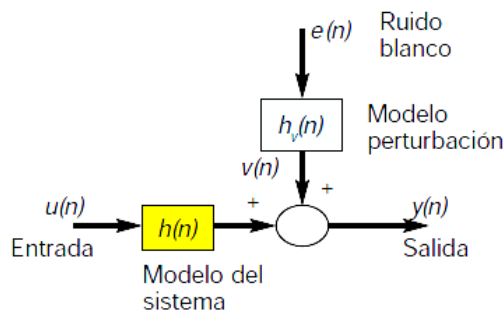 e(n)
Ruido
blanco
h_v(n)
Modelo
perturbación
v(n)
+
u(n)
+
y(n)
h(n)
Entrada
Salida
Modelo del
sistema